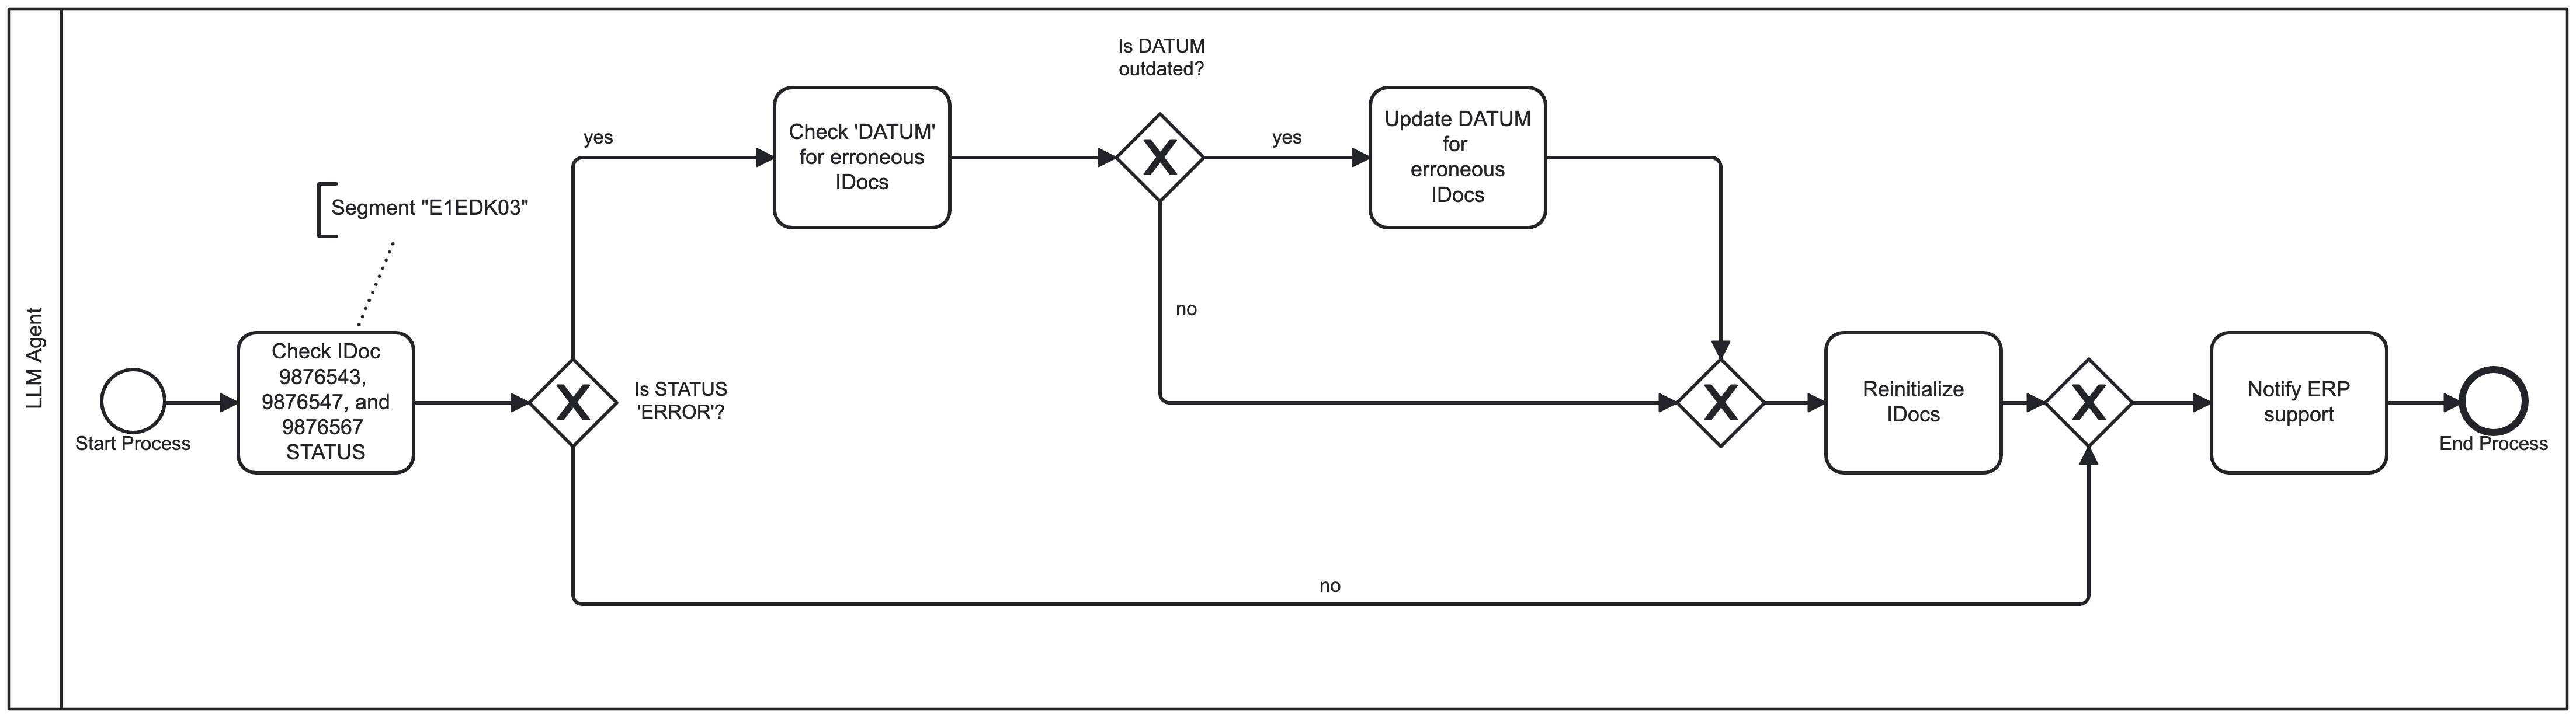 LLM Agent
Start Process
Segment "E1EDK03"
Check IDoc
9876543,
9876547, and
9876567
STATUS
Is STATUS
'ERROR'?
yes
Check 'DATUM'
for erroneous
IDocs
Is DATUM
outdated?
yes
Update DATUM
for
erroneous
IDocs
no
X
X
X
X
Reinitialize
IDocs
no
Notify ERP
support
End Process